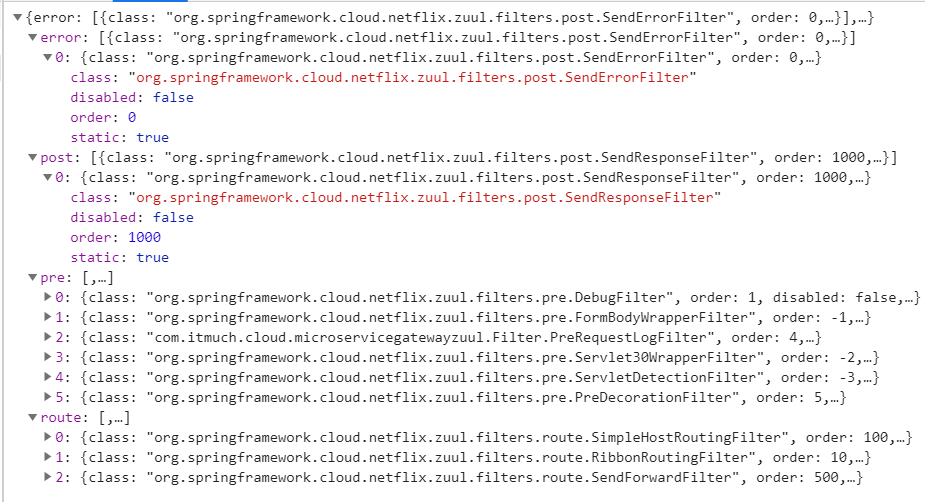 {error: [{class: "org.springframework.cloud.netflix.zuul.filters.post.SendErrorFilter", order: 0,…}],…}
error: [{class: "org.springframework.cloud.netflix.zuul.filters.post.SendErrorFilter", order: 0,…}]
0: {class: "org.springframework.cloud.netflix.zuul.filters.post.SendErrorFilter", order: 0,…}
class: "org.springframework.cloud.netflix.zuul.filters.post.SendErrorFilter"
disabled: false
order: 0
static: true
post: [{class: "org.springframework.cloud.netflix.zuul.filters.post.SendResponseFilter", order: 1000,…}]
0: {class: "org.springframework.cloud.netflix.zuul.filters.post.SendResponseFilter", order: 1000,…}
class: "org.springframework.cloud.netflix.zuul.filters.post.SendResponseFilter"
disabled: false
order: 1000
static: true
pre: [,…]
0: {class: "org.springframework.cloud.netflix.zuul.filters.pre.DebugFilter", order: 1, disabled: false,…}
1: {class: "org.springframework.cloud.netflix.zuul.filters.pre.FormBodyWrapperFilter", order: -1,…}
2: {class: "com.itmuch.cloud.microservicegatewayzuul.Filter.PreRequestLogFilter", order: 4,…}
3: {class: "org.springframework.cloud.netflix.zuul.filters.pre.Servlet30WrapperFilter", order: -2,…}
4: {class: "org.springframework.cloud.netflix.zuul.filters.pre.ServletDetectionFilter", order: -3,…}
5: {class: "org.springframework.cloud.netflix.zuul.filters.pre.PreDecorationFilter", order: 5,…}
route: [,…]
0: {class: "org.springframework.cloud.netflix.zuul.filters.route.SimpleHostRoutingFilter", order: 100,…}
1: {class: "org.springframework.cloud.netflix.zuul.filters.route.RibbonRoutingFilter", order: 10,…}
2: {class: "org.springframework.cloud.netflix.zuul.filters.route.SendForwardFilter", order: 500,…}